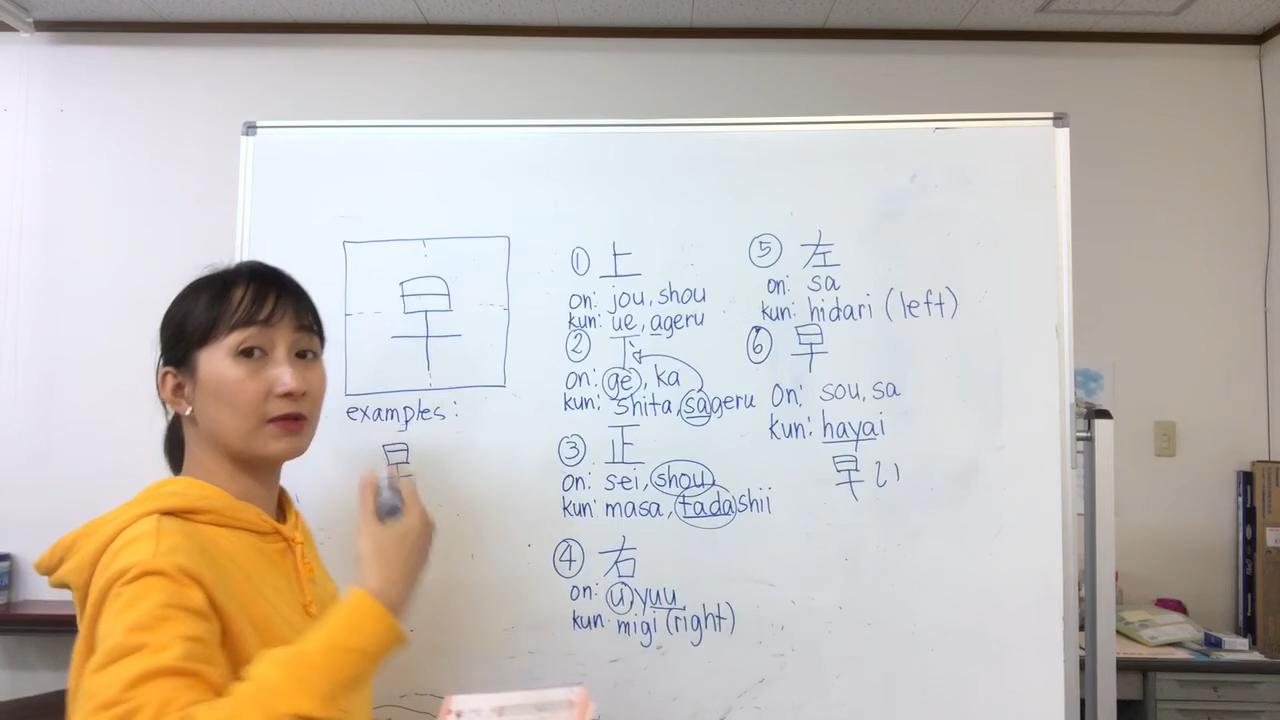 早
examples:
早
① 上
on: jou, shou
kun: ue, ageru
② 下
on: ge, ka
kun: shita, sageru
③ 正
on: sei, shou
kun: masa, tadashii
④ 右
on: u, yuu
kun: migi (right)
⑤ 左
on: sa
kun: hidari (left)
⑥ 早
On: sou, sa
kun: hayai
早い